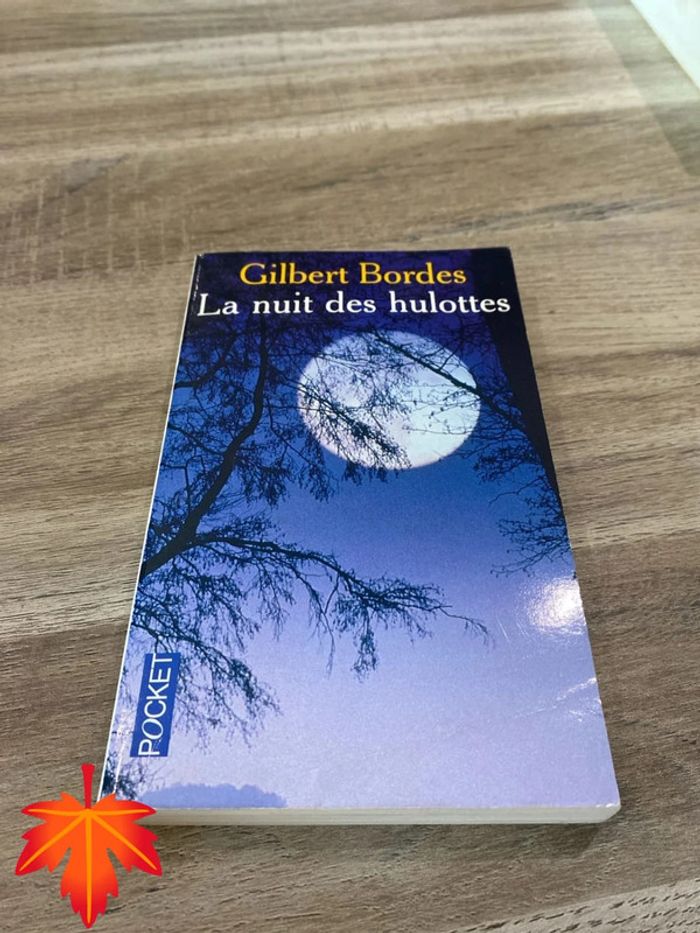 Gilbert Bordes
La nuit des hulottes
POCKET